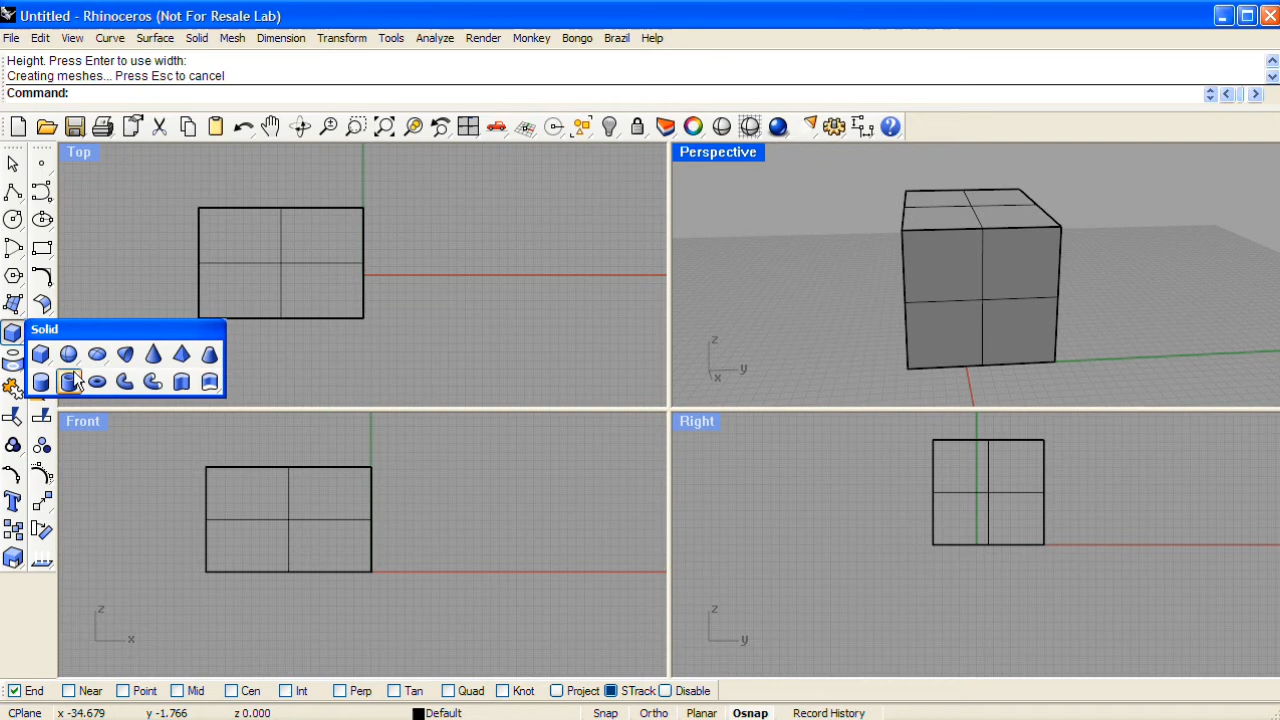 Untitled - Rhinoceros (Not For Resale Lab)
File Edit View Curve Surface Solid Mesh Dimension Transform Tools Analyze Render Monkey Bongo Brazil Help
Height. Press Enter to use width:
Creating meshes... Press Esc to cancel
Command:
Top
Perspective
Solid
z
x
y
Front
Right
z
x
z
y
End Near Point Mid Cen Int Perp Tan Quad Knot Project STrack Disable
CPlane x -34.679 y -1.766 z 0.000 Default Snap Ortho Planar Osnap Record History